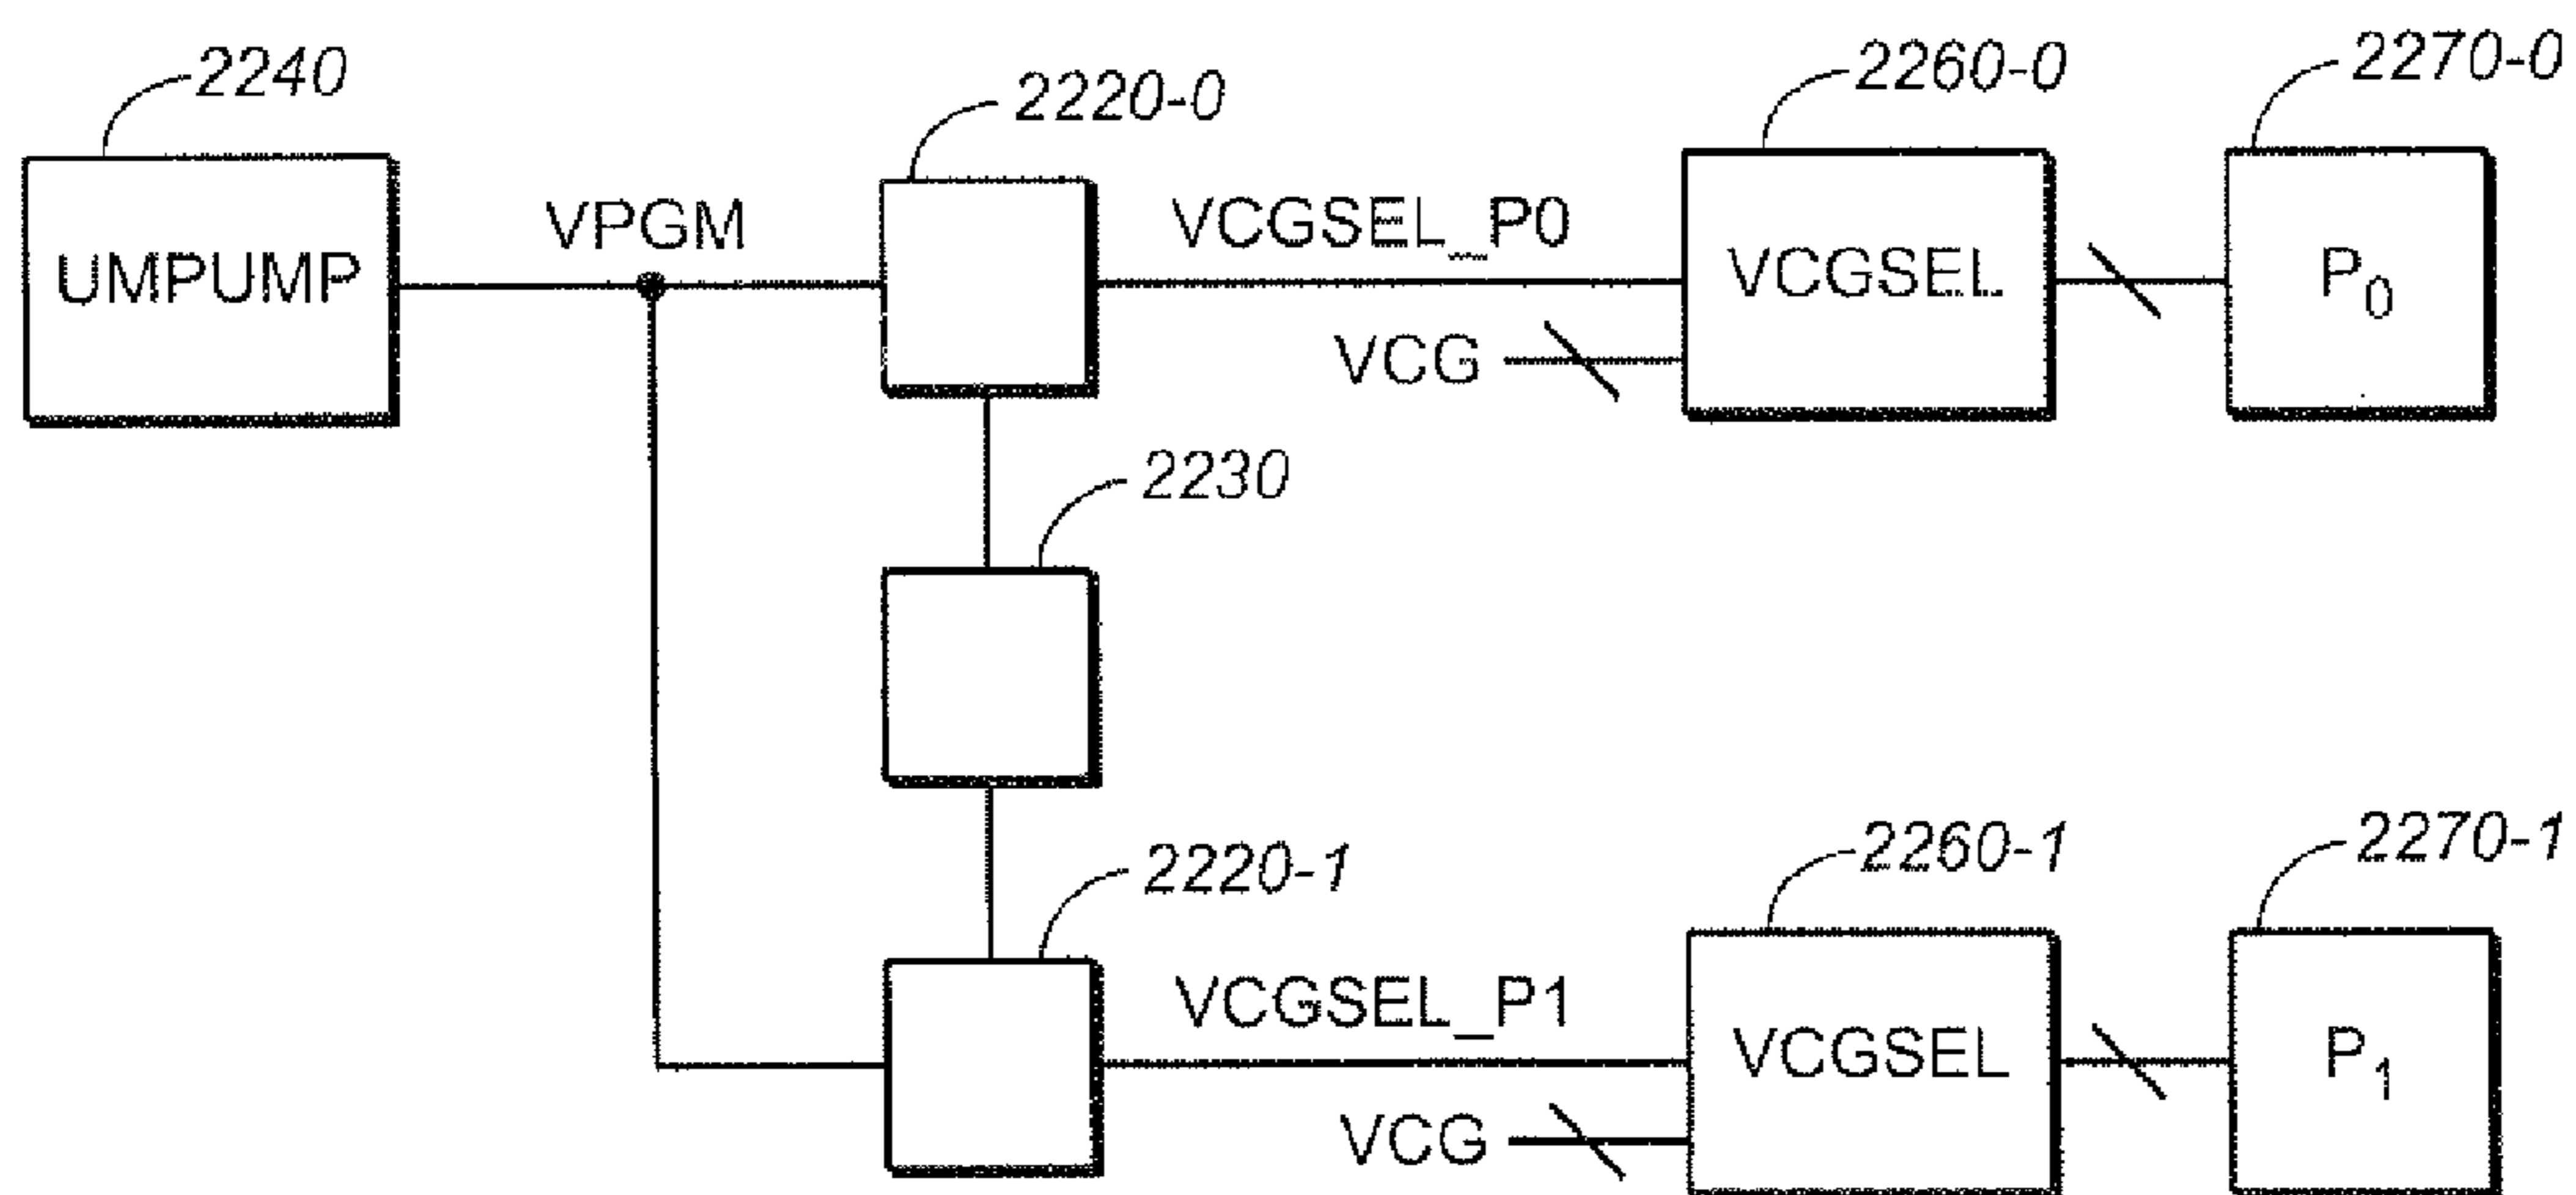 2240
2220-0
2260-0
2270-0
UMPUMP
VPGM
VCGSEL_P0
VCGSEL
P0
VCG
2230
2220-1
2260-1
2270-1
VCGSEL_P1
VCGSEL
P1
VCG